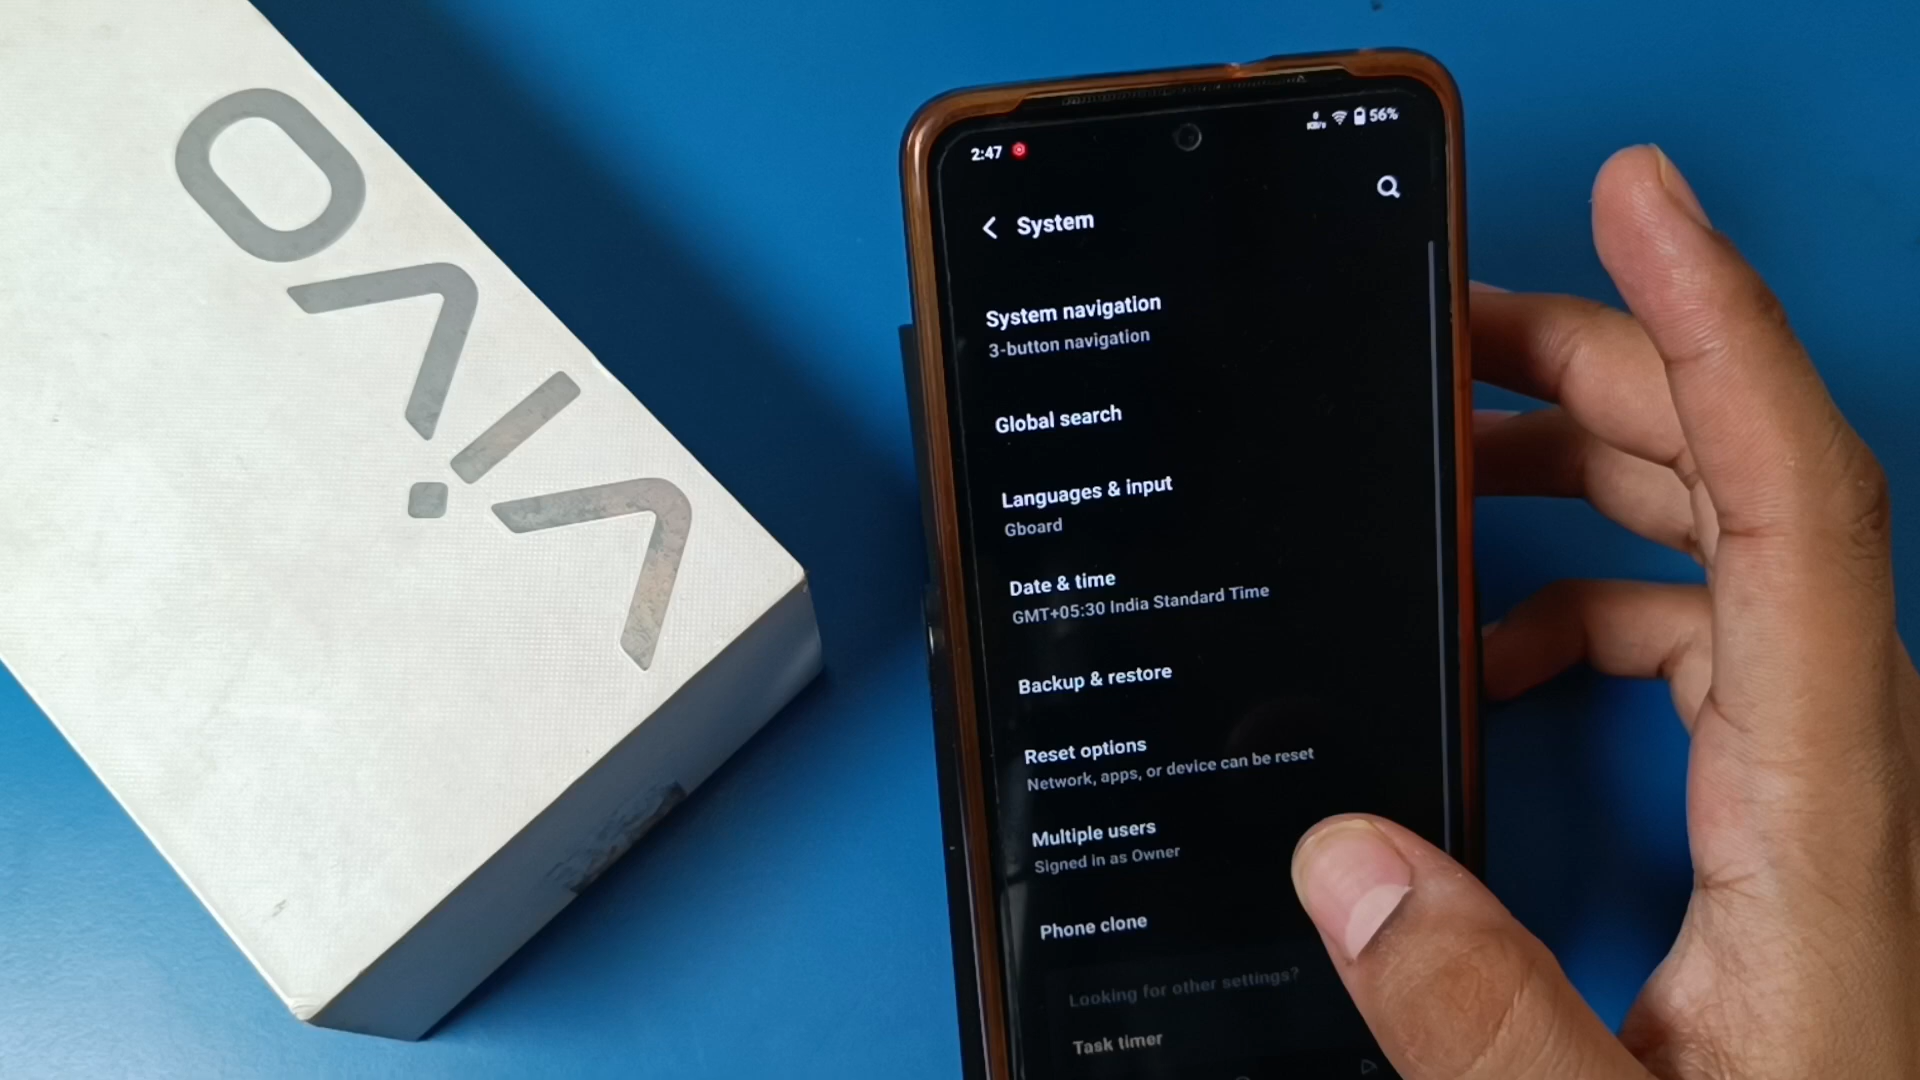 vivo
2:47
56%
System
System navigation
3-button navigation
Global search
Languages & input
Gboard
Date & time
GMT+05:30 India Standard Time
Backup & restore
Reset options
Network, apps, or device can be reset
Multiple users
Signed in as Owner
Phone clone
Looking for other settings?
Task timer